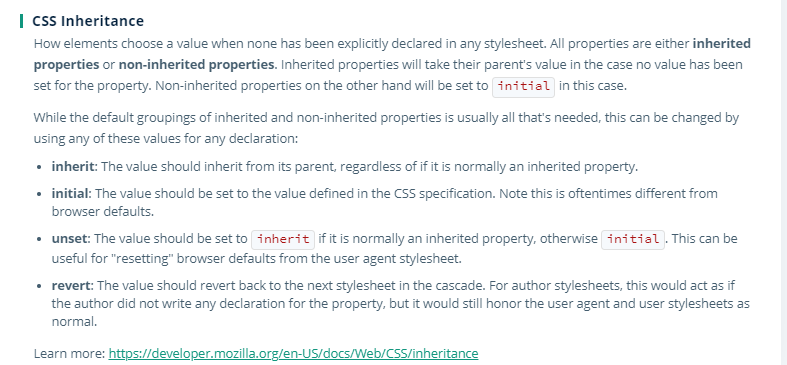 CSS Inheritance
How elements choose a value when none has been explicitly declared in any stylesheet. All properties are either inherited
properties or non-inherited properties. Inherited properties will take their parent's value in the case no value has been
set for the property. Non-inherited properties on the other hand will be set to initial in this case.
While the default groupings of inherited and non-inherited properties is usually all that's needed, this can be changed by
using any of these values for any declaration:
• inherit: The value should inherit from its parent, regardless of if it is normally an inherited property.
• initial: The value should be set to the value defined in the CSS specification. Note this is oftentimes different from
browser defaults.
• unset: The value should be set to inherit if it is normally an inherited property, otherwise initial. This can be
useful for "resetting" browser defaults from the user agent stylesheet.
• revert: The value should revert back to the next stylesheet in the cascade. For author stylesheets, this would act as if
the author did not write any declaration for the property, but it would still honor the user agent and user stylesheets as
normal.
Learn more: https://developer.mozilla.org/en-US/docs/Web/CSS/inheritance